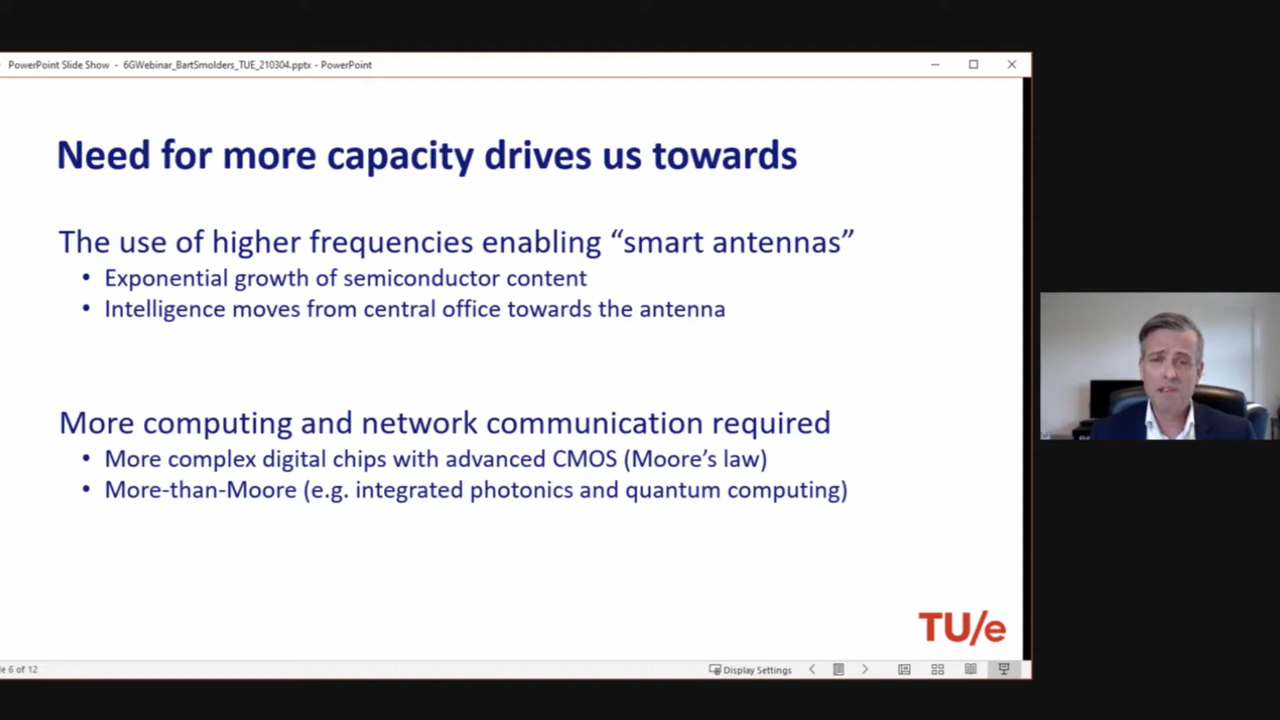 PowerPoint Slide Show - 6GWebinar_BartSmolders_TUE_210304.pptx - PowerPoint
Need for more capacity drives us towards
The use of higher frequencies enabling “smart antennas”
• Exponential growth of semiconductor content
• Intelligence moves from central office towards the antenna
More computing and network communication required
• More complex digital chips with advanced CMOS (Moore’s law)
• More-than-Moore (e.g. integrated photonics and quantum computing)
TU/e
6 of 12
Display Settings